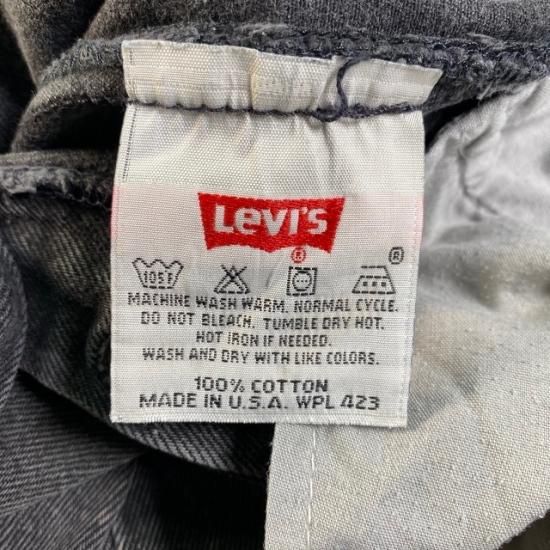 Levi's
®
105F ®
MACHINE WASH WARM. NORMAL CYCLE.
DO NOT BLEACH. TUMBLE DRY HOT.
HOT IRON IF NEEDED.
WASH AND DRY WITH LIKE COLORS.
100% COTTON
MADE IN U.S.A. WPL 423